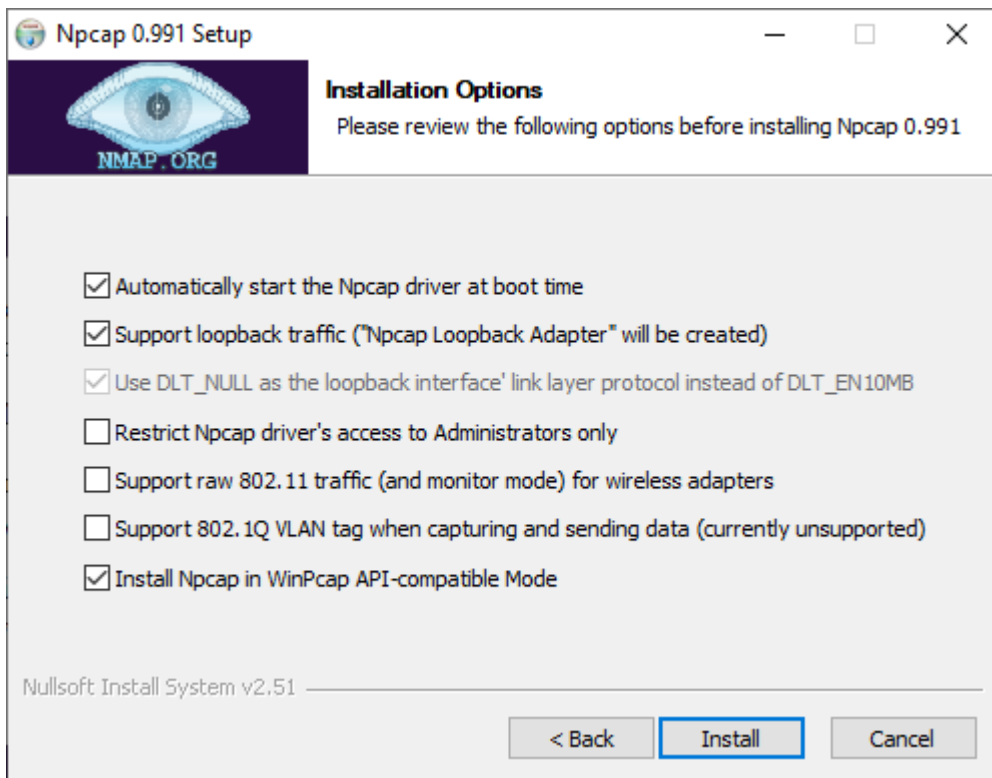 Npcap 0.991 Setup
NMAP.ORG
Installation Options
Please review the following options before installing Npcap 0.991
Automatically start the Npcap driver at boot time
Support loopback traffic ("Npcap Loopback Adapter" will be created)
Use DLT_NULL as the loopback interface' link layer protocol instead of DLT_EN10MB
Restrict Npcap driver's access to Administrators only
Support raw 802.11 traffic (and monitor mode) for wireless adapters
Support 802.1Q VLAN tag when capturing and sending data (currently unsupported)
Install Npcap in WinPcap API-compatible Mode
Nullsoft Install System v2.51
< Back
Install
Cancel